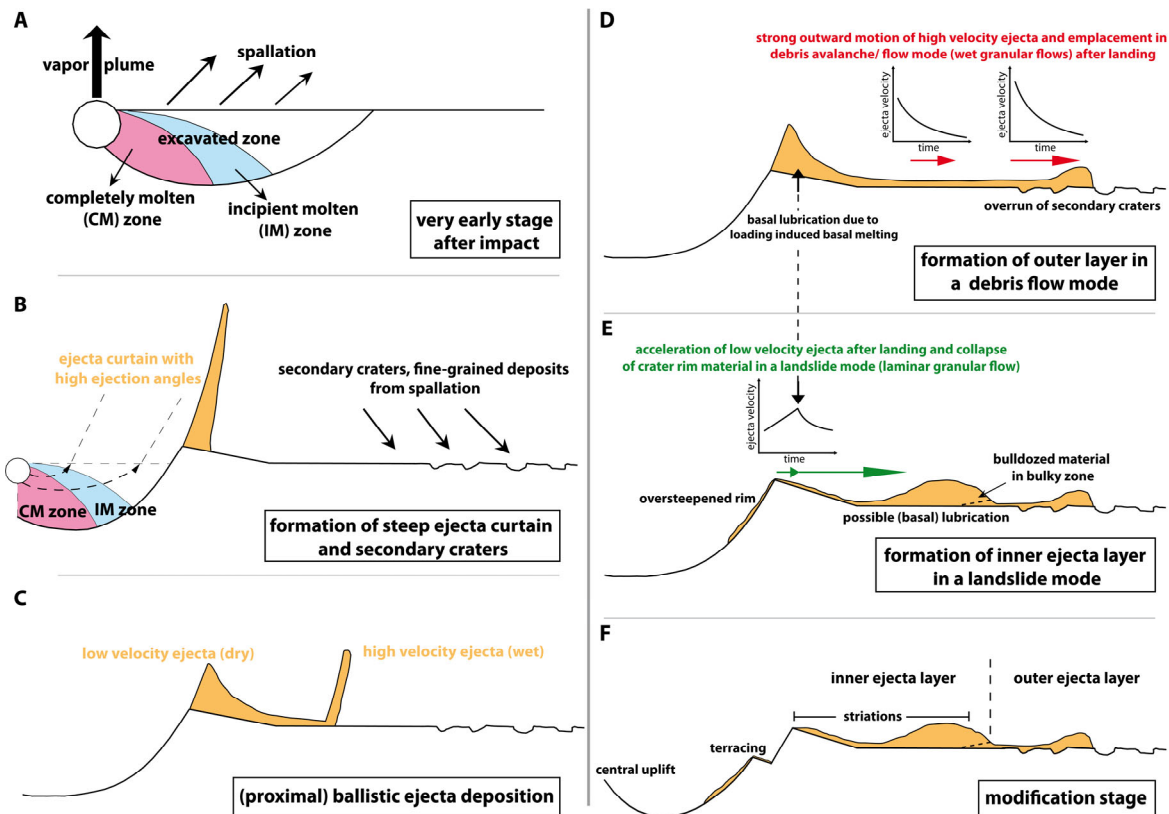 A
vapor plume
spallation
excavated zone
completely molten
(CM) zone
incipient molten
(IM) zone
very early stage
after impact
B
ejecta curtain with
high ejection angles
secondary craters, fine-grained deposits
from spallation
CM zone
IM zone
formation of steep ejecta curtain
and secondary craters
C
low velocity ejecta (dry)
high velocity ejecta (wet)
(proximal) ballistic ejecta deposition
D
strong outward motion of high velocity ejecta and emplacement in
debris avalanche/ flow mode (wet granular flows) after landing
ejecta velocity
time
ejecta velocity
time
basal lubrication due to
loading induced basal melting
overrun of secondary craters
formation of outer layer in
a debris flow mode
E
acceleration of low velocity ejecta after landing and collapse
of crater rim material in a landslide mode (laminar granular flow)
ejecta velocity
time
bulldozed material
in bulky zone
oversteepened rim
possible (basal) lubrication
formation of inner ejecta layer
in a landslide mode
F
inner ejecta layer
outer ejecta layer
striations
terracing
central uplift
modification stage